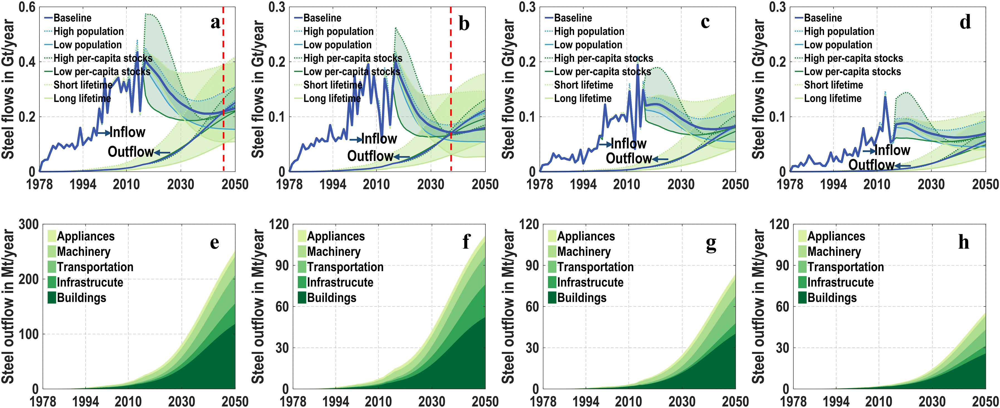 Steel flows in Gt/year
0.6
0.4
0.2
0
Baseline
High population
Low population
High per-capita stocks
Low per-capita stocks
Short lifetime
Long lifetime
a
Inflow
Outflow
1978 1994 2010 2030 2050
Steel flows in Gt/year
0.3
0.2
0.1
0
Baseline
High population
Low population
High per-capita stocks
Low per-capita stocks
Short lifetime
Long lifetime
b
Inflow
Outflow
1978 1994 2010 2030 2050
Steel flows in Gt/year
0.3
0.2
0.1
0
Baseline
High population
Low population
High per-capita stocks
Low per-capita stocks
Short lifetime
Long lifetime
c
Inflow
Outflow
1978 1994 2010 2030 2050
Steel flows in Gt/year
0.3
0.2
0.1
0
Baseline
High population
Low population
High per-capita stocks
Low per-capita stocks
Short lifetime
Long lifetime
d
Inflow
Outflow
1978 1994 2010 2030 2050
Steel outflow in Mt/year
300
200
100
0
Appliances
Machinery
Transportation
Infrastrucute
Buildings
e
1978 1994 2010 2030 2050
Steel outflow in Mt/year
120
90
60
30
0
Appliances
Machinery
Transportation
Infrastrucute
Buildings
f
1978 1994 2010 2030 2050
Steel outflow in Mt/year
120
90
60
30
0
Appliances
Machinery
Transportation
Infrastrucute
Buildings
g
1978 1994 2010 2030 2050
Steel outflow in Mt/year
120
90
60
30
0
Appliances
Machinery
Transportation
Infrastrucute
Buildings
h
1978 1994 2010 2030 2050